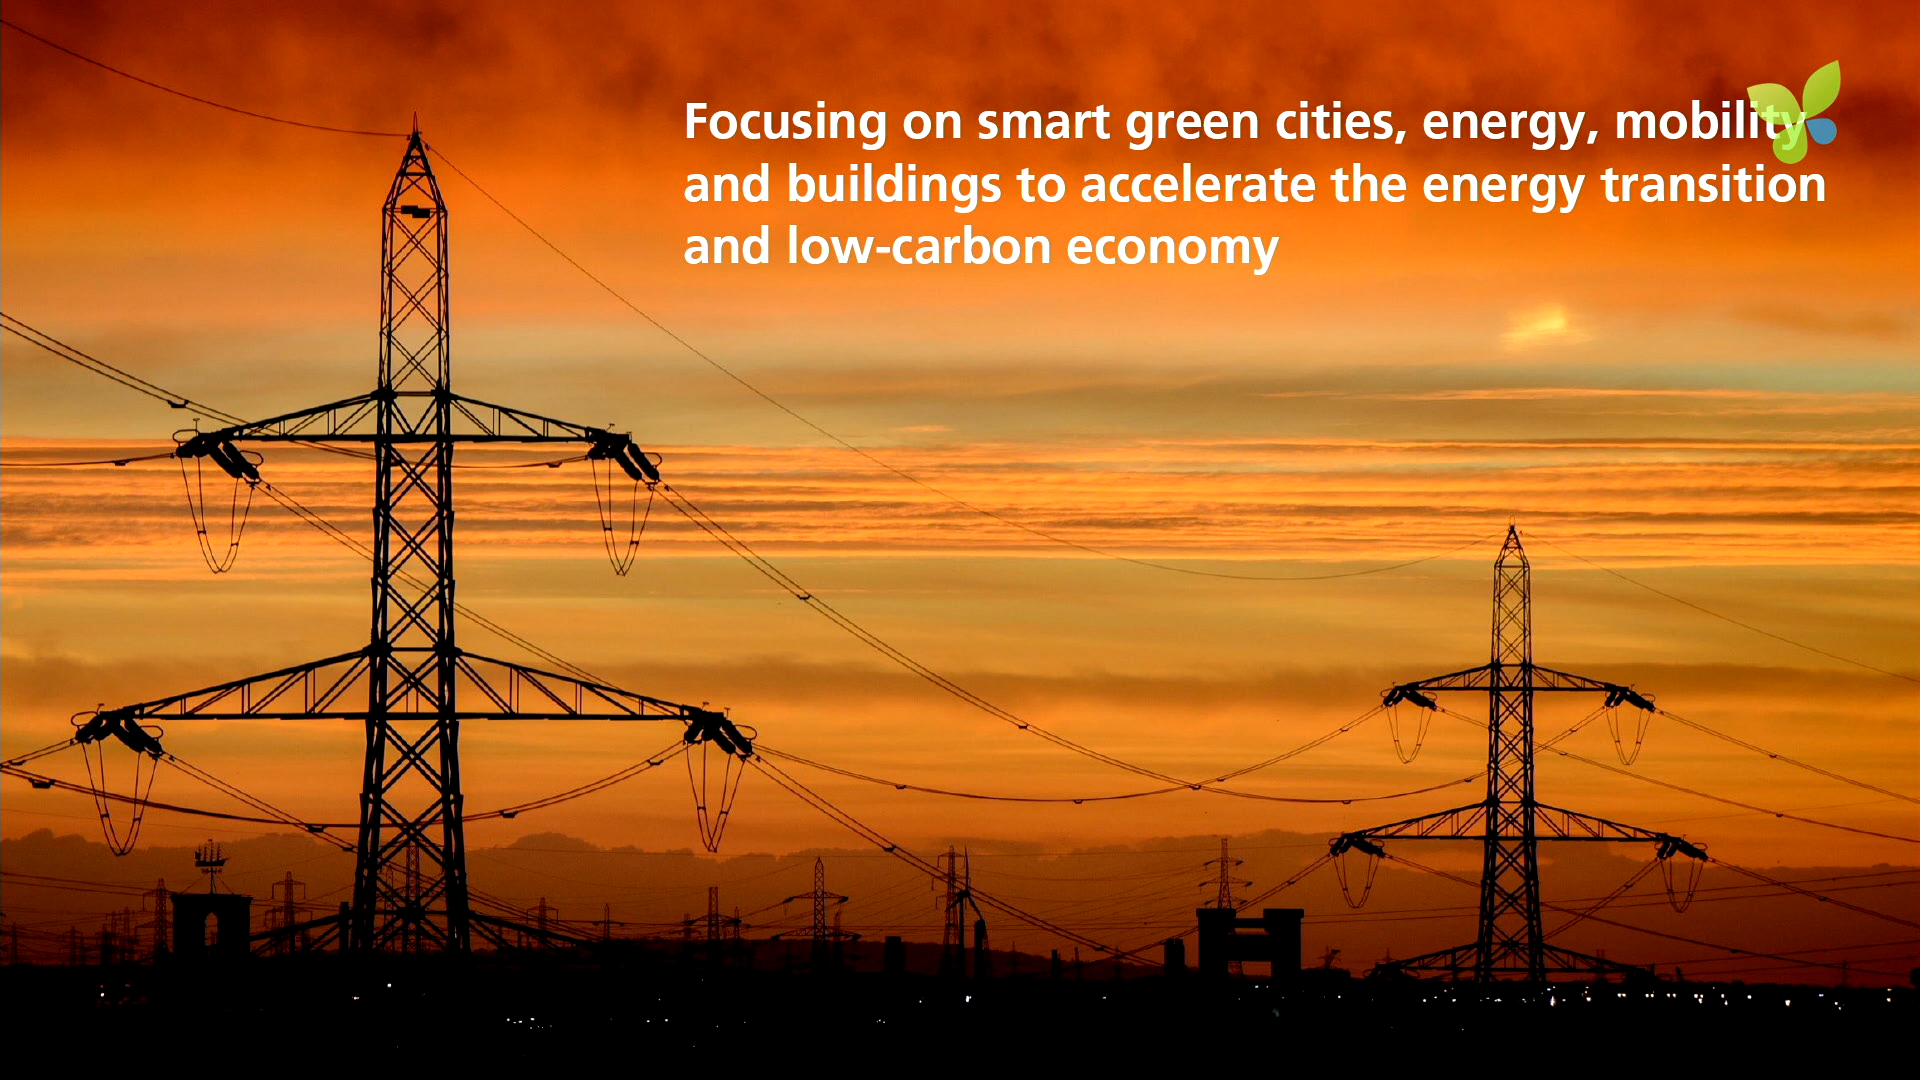 Focusing on smart green cities, energy, mobility
and buildings to accelerate the energy transition
and low-carbon economy